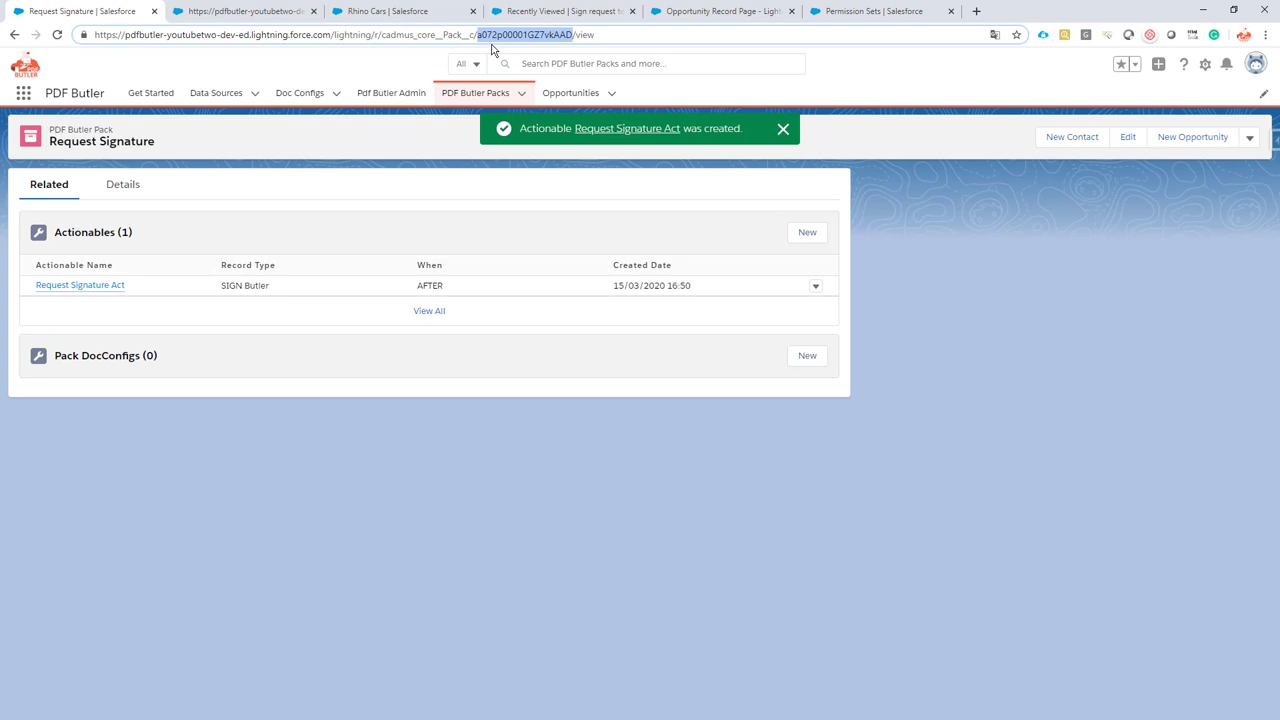 Request Signature | Salesforce
https://pdfbutler-youtubetwo-de
Rhino Cars | Salesforce
Recently Viewed | Sign request te
Opportunity Record Page - Light
Permission Sets | Salesforce
https://pdfbutler-youtubetwo-dev-ed.lightning.force.com/lightning/r/cadmus_core__Pack__c/a072p00001GZ7vkAAD/view
PDF BUTLER
All
Search PDF Butler Packs and more...
PDF Butler
Get Started
Data Sources
Doc Configs
Pdf Butler Admin
PDF Butler Packs
Opportunities
Actionable Request Signature Act was created.
PDF Butler Pack
Request Signature
New Contact
Edit
New Opportunity
Related
Details
Actionables (1)
New
Actionable Name
Record Type
When
Created Date
Request Signature Act
SIGN Butler
AFTER
15/03/2020 16:50
View All
Pack DocConfigs (0)
New